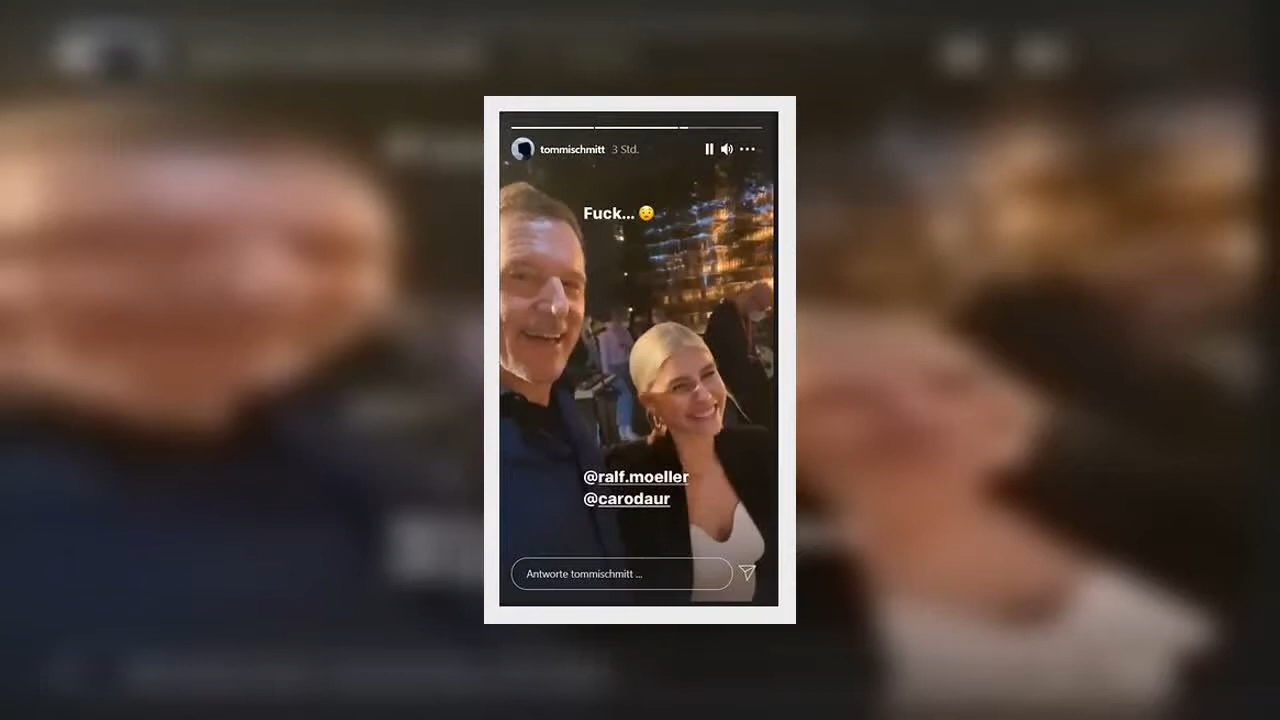 tommischmitt 3 Std.
Fuck... 😟
@ralf.moeller
@carodaur
Antworte tommischmitt ...